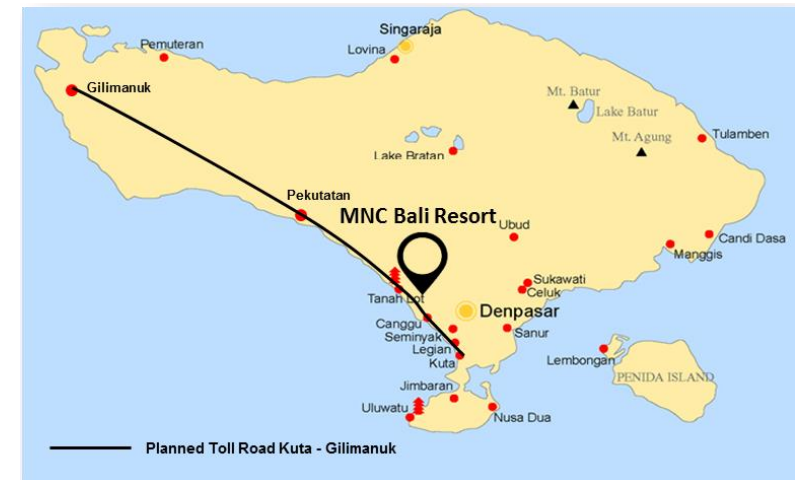 Singaraja
Pemuteran
Lovina
Gilimanuk
Mt. Batur
Lake Batur
Mt. Agung
Tulamben
Lake Bratan
Pekutatan
MNC Bali Resort
Ubud
Candi Dasa
Manggis
Sukawati
Celuk
Tanah Lot
Denpasar
Canggu
Sanur
Seminyak
Legian
Kuta
Lembongan
PENIDA ISLAND
Jimbaran
Uluwatu
Nusa Dua
Planned Toll Road Kuta - Gilimanuk